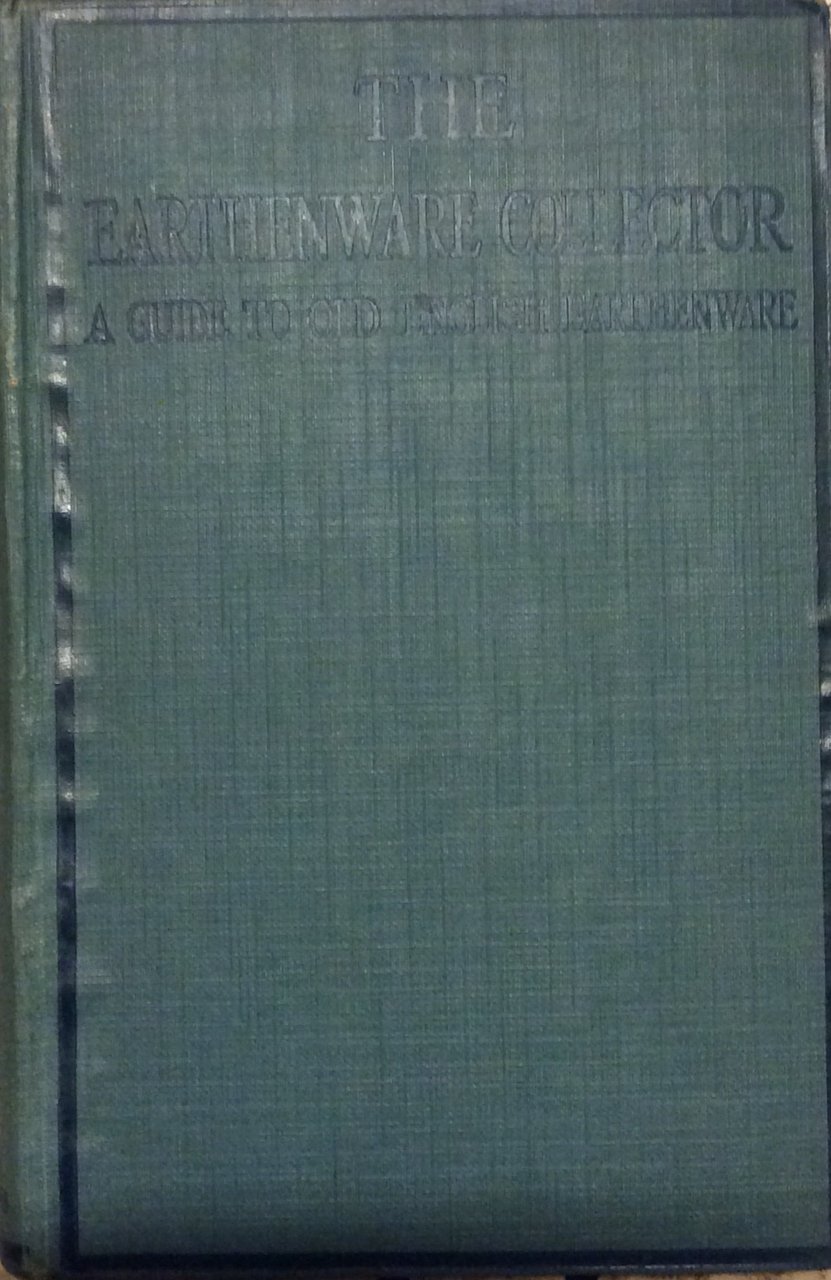 THE
EARTHENWARE COLLECTOR
A GUIDE TO OLD ENGLISH EARTHENWARE